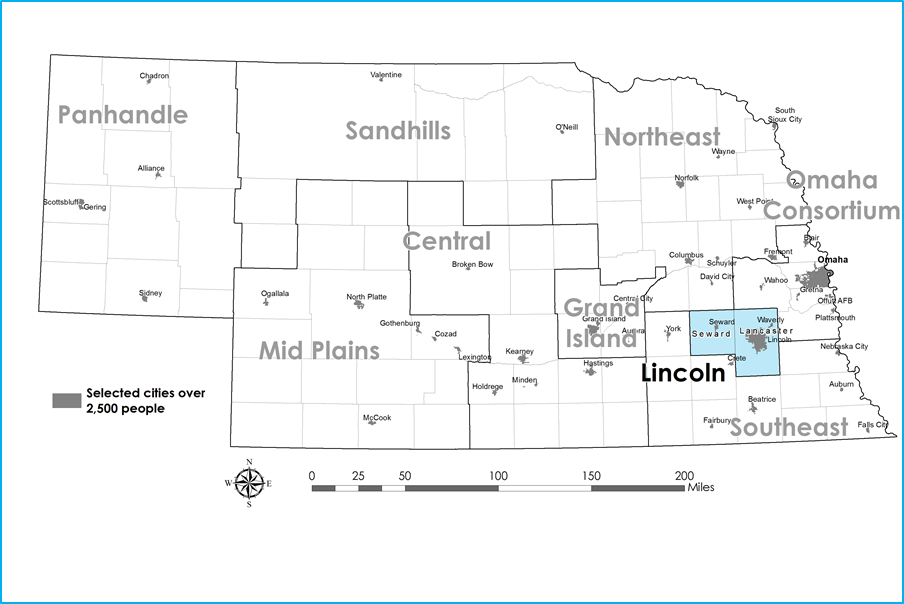 Chadron
Valentine
Panhandle
Sandhills
O'Neill
South
Sioux City
Northeast
Wayne
Alliance
Norfolk
Omaha
Consortium
Scottsbluff
Gering
West Point
Central
Blair
Broken Bow
Columbus
Schuyler
Fremont
Omaha
David City
Wahoo
Gretna
Offutt AFB
Sidney
Ogallala
North Platte
Central City
Grand
Island
Grand Island
Aurora
York
Seward
Waverly
Plattsmouth
Seward
Lancaster
Lincoln
Gothenburg
Cozad
Mid Plains
Lexington
Kearney
Hastings
Crete
Nebraska City
Lincoln
Holdrege
Minden
Auburn
Selected cities over
2,500 people
Beatrice
McCook
Fairbury
Southeast
Falls City
N
W E
S
0 25 50 100 150 200
Miles